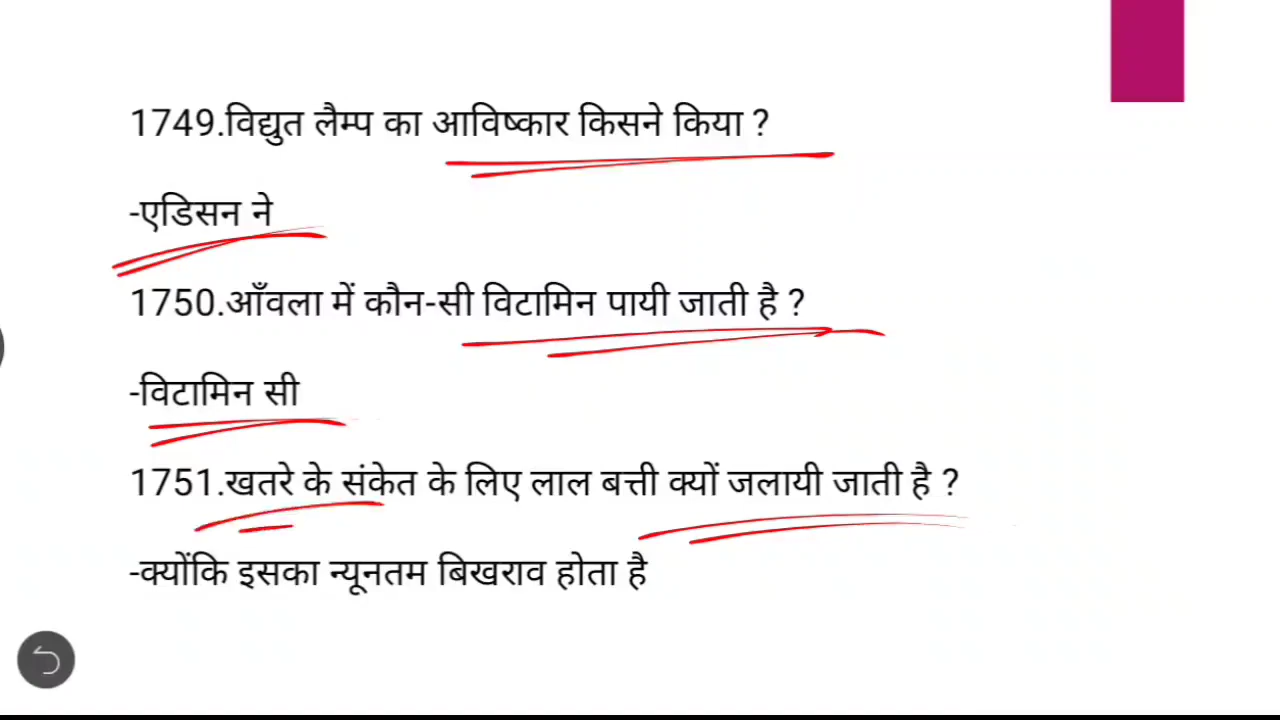 1749.विद्युत लैम्प का आविष्कार किसने किया ?
-एडिसन ने
1750.आँवला में कौन-सी विटामिन पायी जाती है ?
-विटामिन सी
1751.खतरे के संकेत के लिए लाल बत्ती क्यों जलायी जाती है ?
-क्योंकि इसका न्यूनतम बिखराव होता है